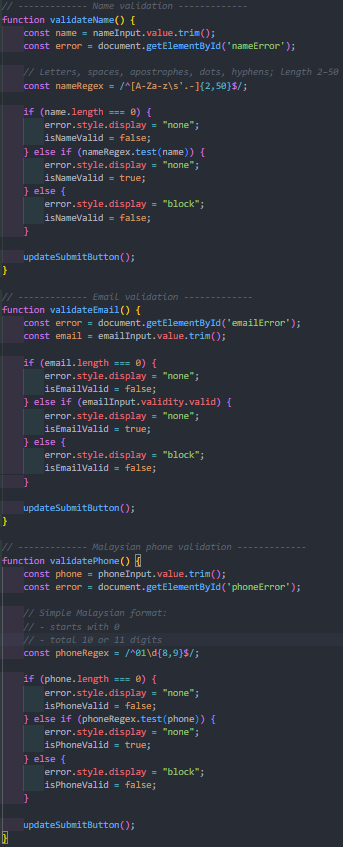 // ------------- Name validation -------------
function validateName() {
    const name = nameInput.value.trim();
    const error = document.getElementById('nameError');

    // Letters, spaces, apostrophes, dots, hyphens; length 2–50
    const nameRegex = /^[A-Za-z\s'.-]{2,50}$/;

    if (name.length === 0) {
        error.style.display = "none";
        isNameValid = false;
    } else if (nameRegex.test(name)) {
        error.style.display = "none";
        isNameValid = true;
    } else {
        error.style.display = "block";
        isNameValid = false;
    }

    updateSubmitButton();
}

// ------------- Email validation -------------
function validateEmail() {
    const error = document.getElementById('emailError');
    const email = emailInput.value.trim();

    if (email.length === 0) {
        error.style.display = "none";
        isEmailValid = false;
    } else if (emailInput.validity.valid) {
        error.style.display = "none";
        isEmailValid = true;
    } else {
        error.style.display = "block";
        isEmailValid = false;
    }

    updateSubmitButton();
}

// ------------- Malaysian phone validation -------------
function validatePhone() {
    const phone = phoneInput.value.trim();
    const error = document.getElementById('phoneError');

    // Simple Malaysian format:
    // - starts with 0
    // - total 10 or 11 digits
    const phoneRegex = /^01\d{8,9}$/;

    if (phone.length === 0) {
        error.style.display = "none";
        isPhoneValid = false;
    } else if (phoneRegex.test(phone)) {
        error.style.display = "none";
        isPhoneValid = true;
    } else {
        error.style.display = "block";
        isPhoneValid = false;
    }

    updateSubmitButton();
}